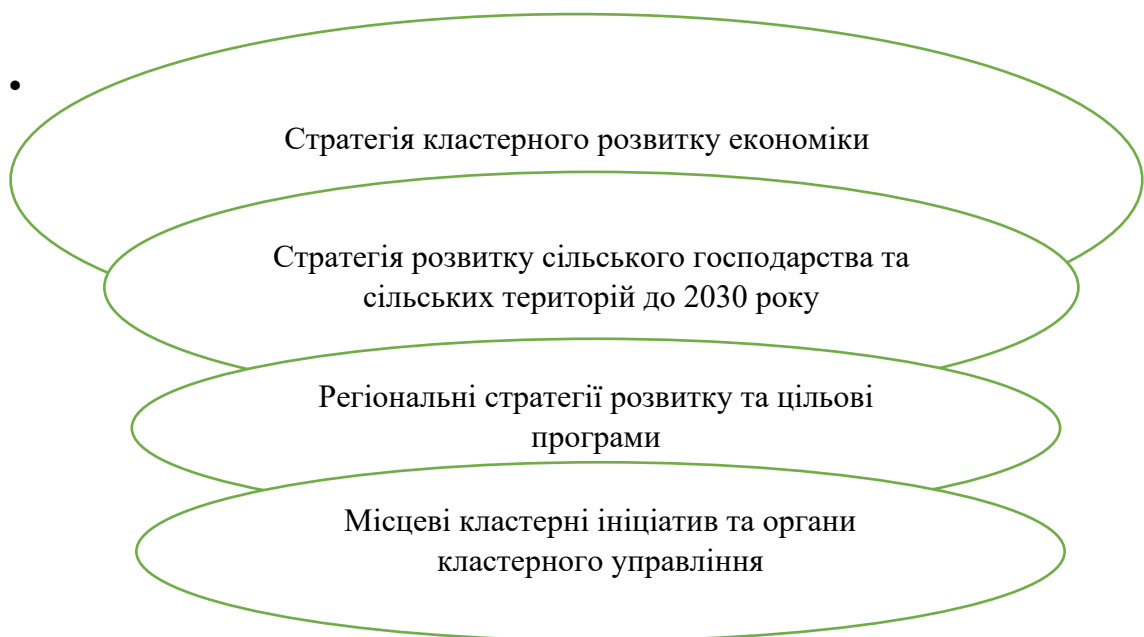 Стратегія кластерного розвитку економіки
Стратегія розвитку сільського господарства та
сільських територій до 2030 року
Регіональні стратегії розвитку та цільові
програми
Місцеві кластерні ініціатив та органи
кластерного управління